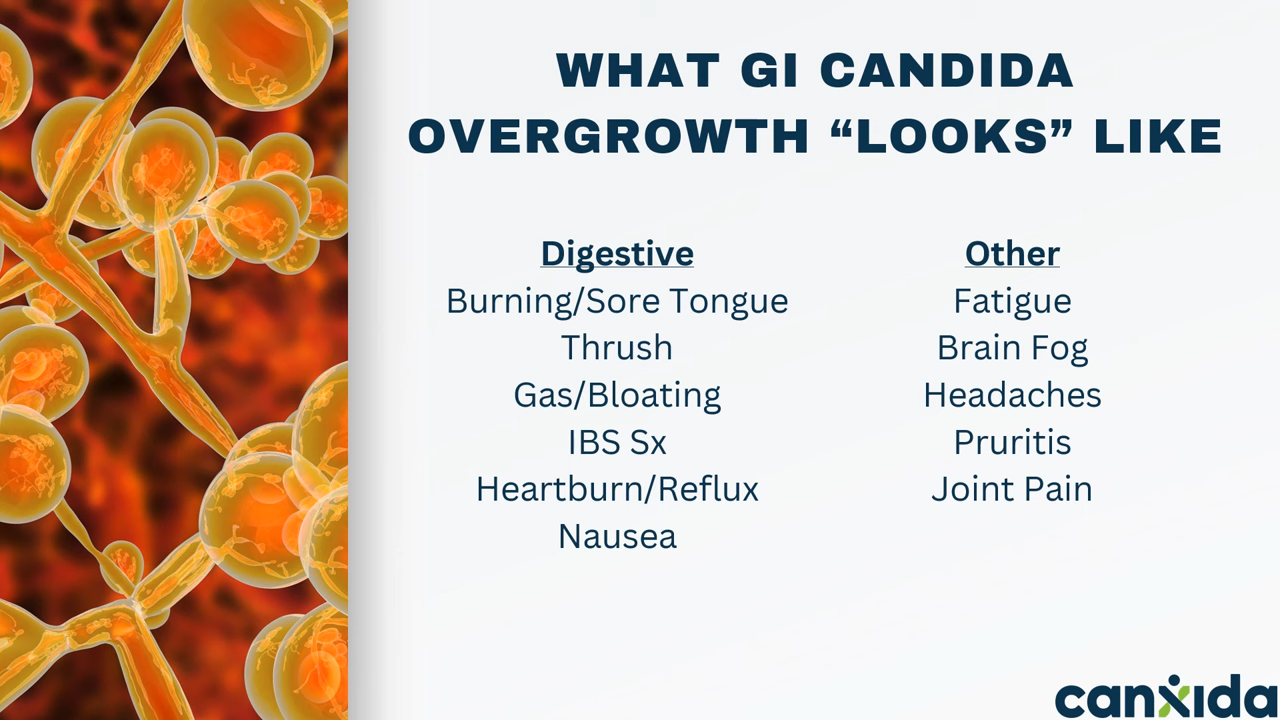 WHAT GI CANDIDA
OVERGROWTH “LOOKS” LIKE
Digestive
Burning/Sore Tongue
Thrush
Gas/Bloating
IBS Sx
Heartburn/Reflux
Nausea
Other
Fatigue
Brain Fog
Headaches
Pruritis
Joint Pain
canxida